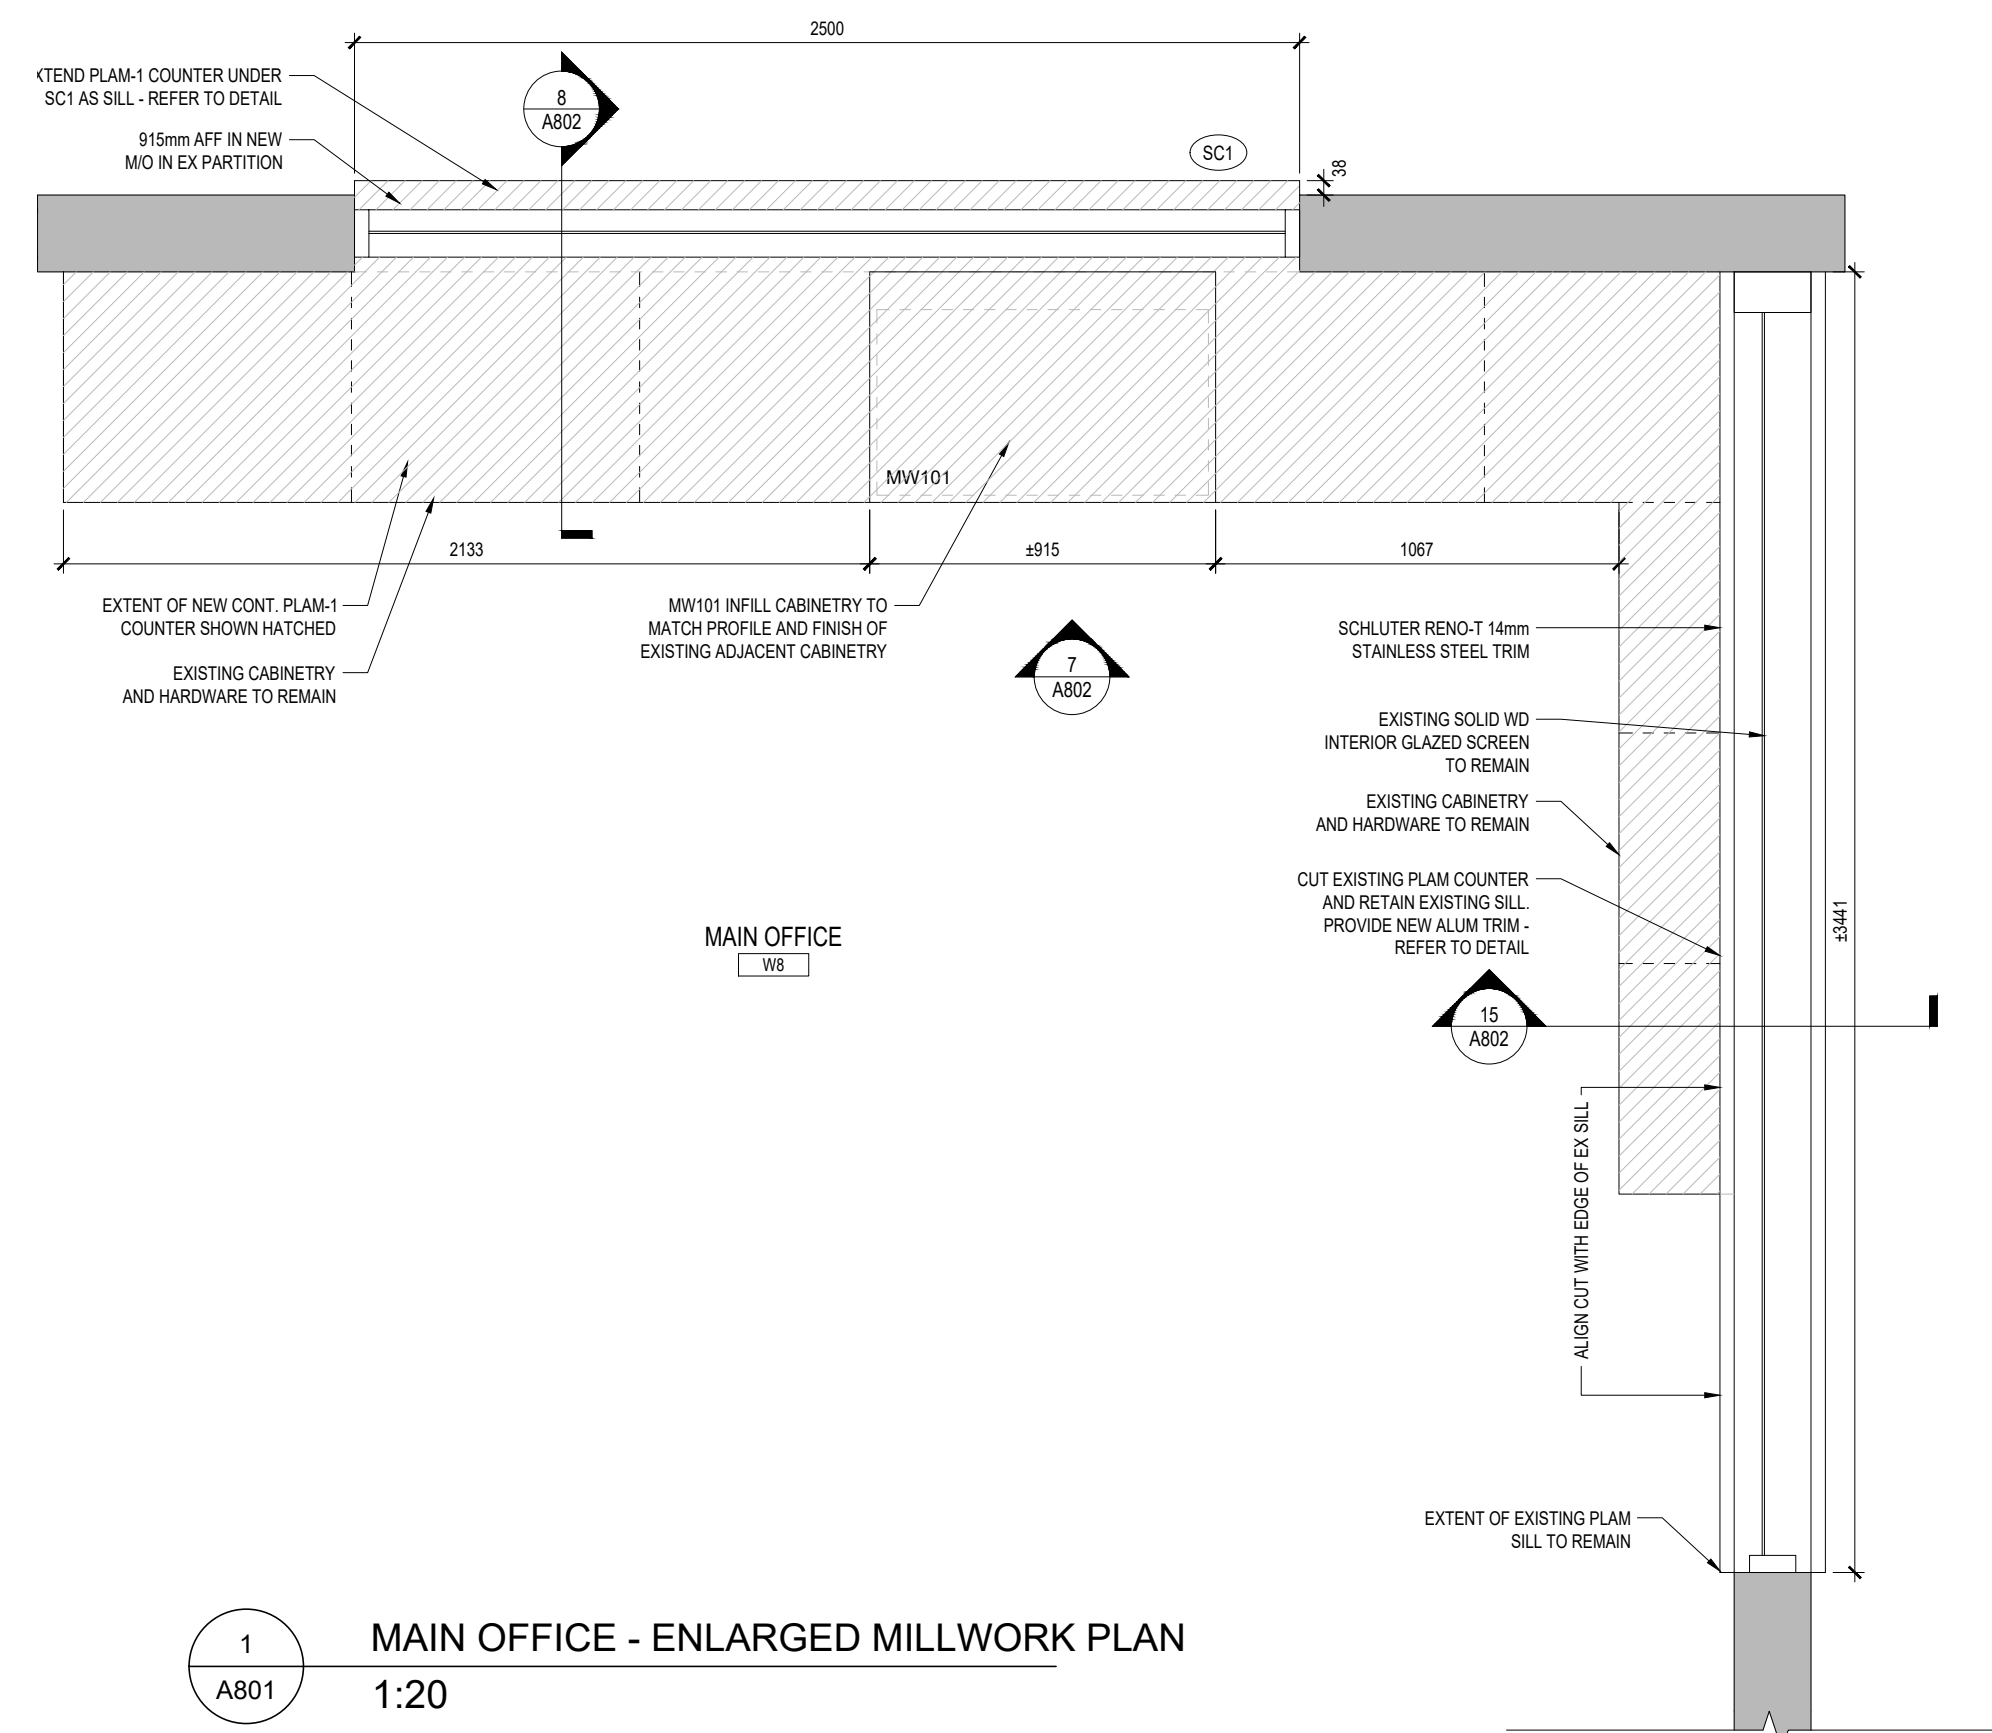 2500
XTEND PLAM-1 COUNTER UNDER
SC1 AS SILL - REFER TO DETAIL
8
A802
915mm AFF IN NEW
M/O IN EX PARTITION
SC1
38
MW101
2133
±915
1067
EXTENT OF NEW CONT. PLAM-1
COUNTER SHOWN HATCHED
EXISTING CABINETRY
AND HARDWARE TO REMAIN
MW101 INFILL CABINETRY TO
MATCH PROFILE AND FINISH OF
EXISTING ADJACENT CABINETRY
7
A802
SCHLUTER RENO-T 14mm
STAINLESS STEEL TRIM
EXISTING SOLID WD
INTERIOR GLAZED SCREEN
TO REMAIN
EXISTING CABINETRY
AND HARDWARE TO REMAIN
CUT EXISTING PLAM COUNTER
AND RETAIN EXISTING SILL.
PROVIDE NEW ALUM TRIM -
REFER TO DETAIL
±3441
MAIN OFFICE
W8
15
A802
ALIGN CUT WITH EDGE OF EX SILL
EXTENT OF EXISTING PLAM
SILL TO REMAIN
1
A801
MAIN OFFICE - ENLARGED MILLWORK PLAN
1:20